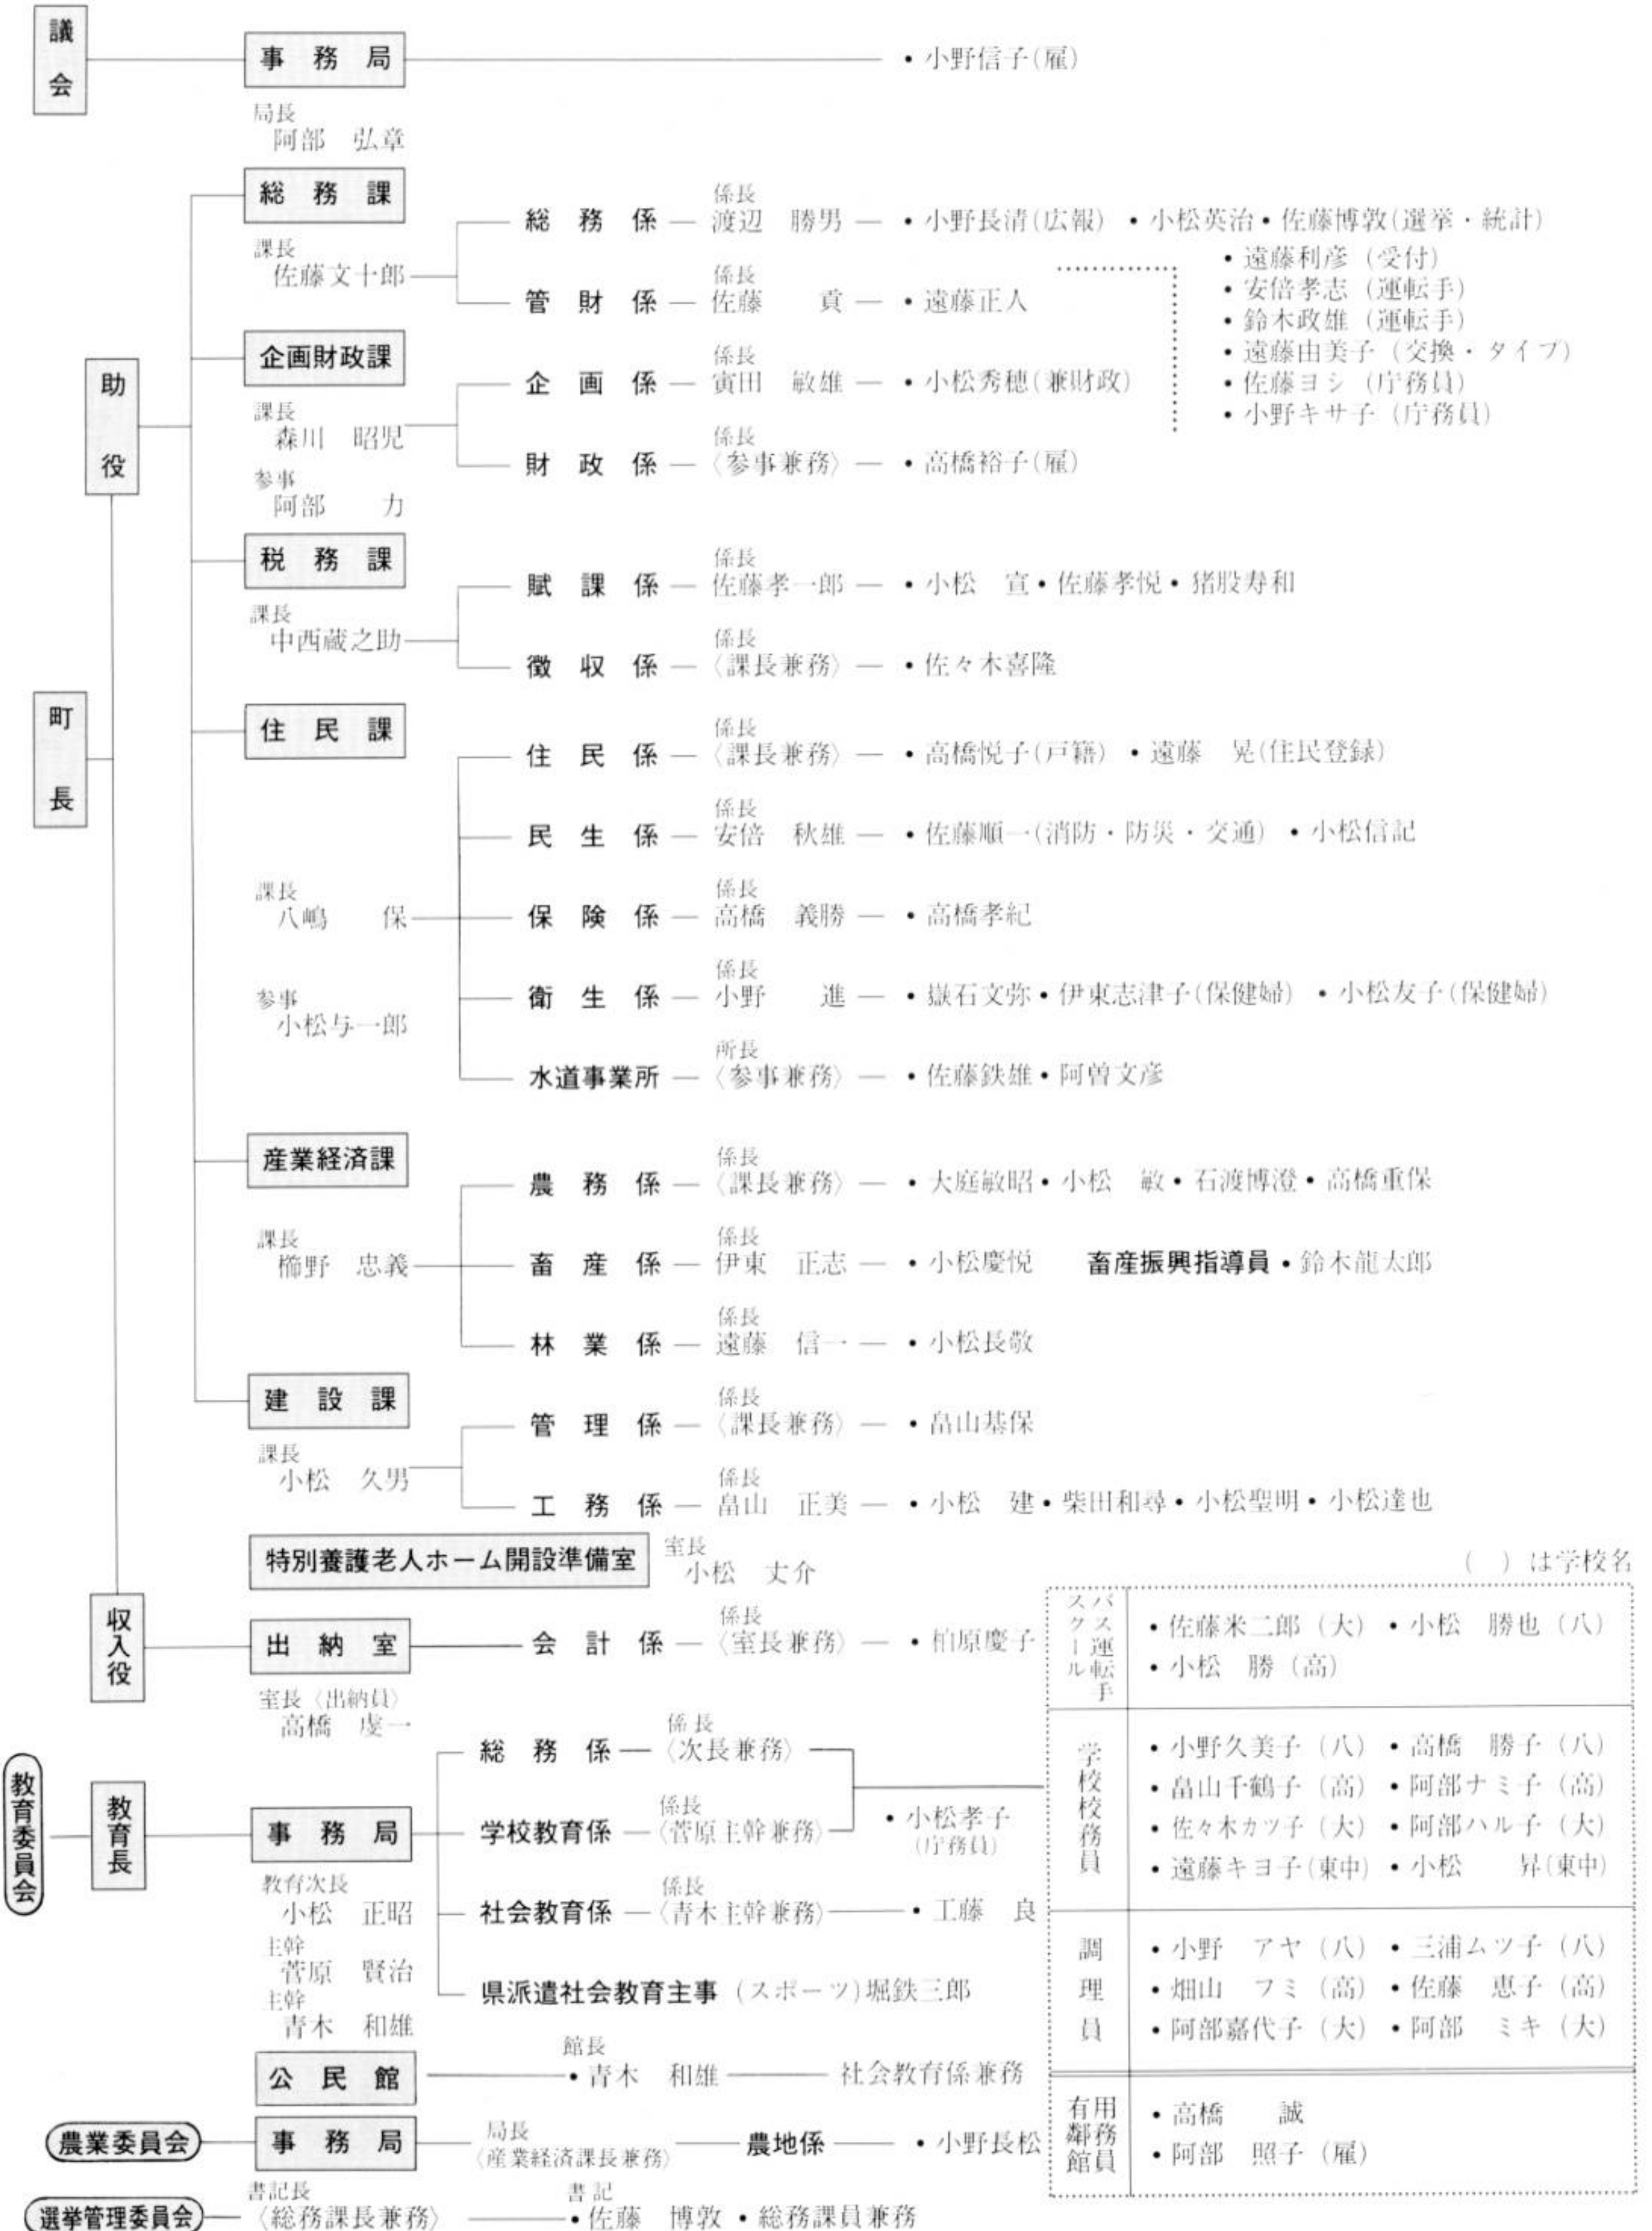 議会
事務局
・小野信子(雇)
局長
阿部 弘章
町長
助役
総務課
課長
佐藤文十郎
総務係 係長 渡辺 勝男 ・小野長清(広報) ・小松英治・佐藤博敦(選挙・統計)
管財係 係長 佐藤 貢 ・遠藤正人
・遠藤利彦(受付)
・安倍孝志(運転手)
・鈴木政雄(運転手)
・遠藤由美子(交換・タイプ)
・佐藤ヨシ(庁務員)
・小野キサ子(庁務員)
企画財政課
課長
森川 昭児
参事
阿部 力
企画係 係長 寅田 敏雄 ・小松秀穂(兼財政)
財政係 係長 〈参事兼務〉 ・高橋裕子(雇)
税務課
課長
中西蔵之助
賦課係 係長 佐藤孝一郎 ・小松 宣・佐藤孝悦・猪股寿和
徴収係 係長 〈課長兼務〉 ・佐々木喜隆
住民課
課長
八嶋 保
参事
小松与一郎
住民係 係長 〈課長兼務〉 ・高橋悦子(戸籍) ・遠藤 晃(住民登録)
民生係 係長 安倍 秋雄 ・佐藤順一(消防・防災・交通) ・小松信記
保険係 係長 高橋 義勝 ・高橋孝紀
衛生係 係長 小野 進 ・嶽石文弥・伊東志津子(保健婦) ・小松友子(保健婦)
水道事業所 所長 〈参事兼務〉 ・佐藤鉄雄・阿曽文彦
産業経済課
課長
櫛野 忠義
農務係 係長 〈課長兼務〉 ・大庭敏昭・小松 敏・石渡博澄・高橋重保
畜産係 係長 伊東 正志 ・小松慶悦 畜産振興指導員・鈴木龍太郎
林業係 係長 遠藤 信一 ・小松長敬
建設課
課長
小松 久男
管理係 係長 〈課長兼務〉 ・畠山基保
工務係 係長 畠山 正美 ・小松 建・柴田和尋・小松聖明・小松達也
特別養護老人ホーム開設準備室 室長 小松 丈介
収入役
出納室
室長〈出納員〉
高橋 虔一
会計係 係長 〈室長兼務〉 ・柏原慶子
教育委員会
教育長
事務局
教育次長
小松 正昭
主幹
菅原 賢治
主幹
青木 和雄
総務係 係長 〈次長兼務〉
学校教育係 係長 〈菅原主幹兼務〉
・小松孝子
(庁務員)
社会教育係 係長 〈青木主幹兼務〉 ・工藤 良
県派遣社会教育主事 (スポーツ)堀鉄三郎
公民館 館長 ・青木 和雄 社会教育係兼務
農業委員会 事務局 局長 〈産業経済課長兼務〉 農地係 ・小野長松
選挙管理委員会 書記長 〈総務課長兼務〉 書記 ・佐藤 博敦 ・総務課員兼務
( )は学校名
スクールバス運転手
・佐藤米二郎(大) ・小松 勝也(八)
・小松 勝(高)
学校校務員
・小野久美子(八) ・高橋 勝子(八)
・畠山千鶴子(高) ・阿部ナミ子(高)
・佐々木カツ子(大) ・阿部ハル子(大)
・遠藤キヨ子(東中) ・小松 昇(東中)
調理員
・小野 アヤ(八) ・三浦ムツ子(八)
・畑山 フミ(高) ・佐藤 恵子(高)
・阿部嘉代子(大) ・阿部 ミキ(大)
有鄰館用務員
・高橋 誠
・阿部 照子(雇)